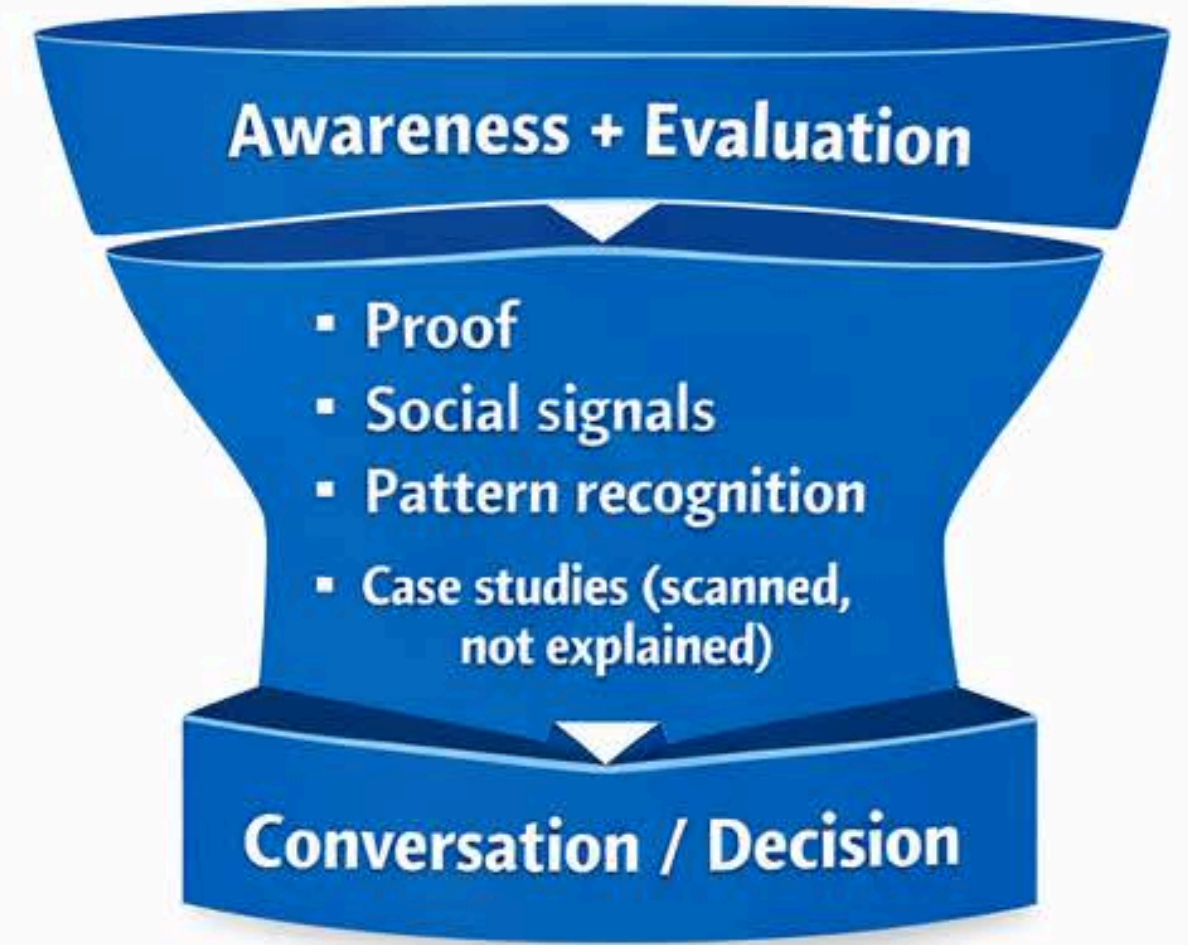 Awareness + Evaluation
▪ Proof
▪ Social signals
▪ Pattern recognition
▪ Case studies (scanned,
not explained)
Conversation / Decision